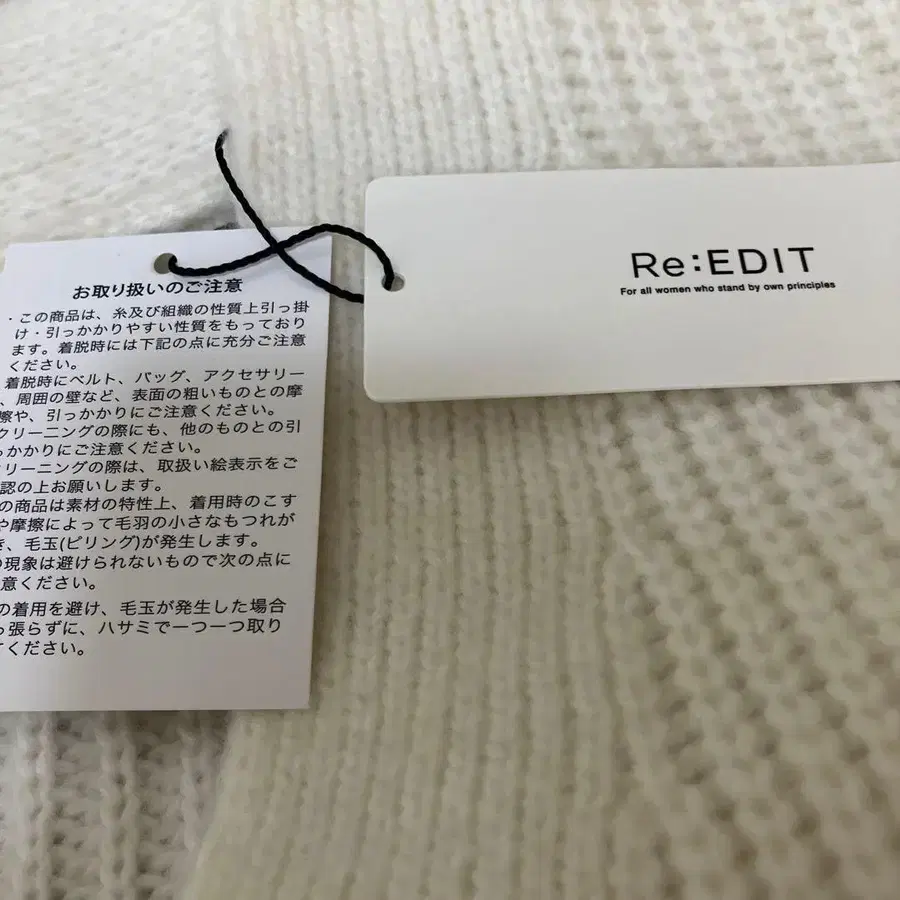 お取り扱いのご注意
・この商品は、糸及び組織の性質上引っ掛
け・引っかかりやすい性質をもっており
ます。着脱時には下記の点に充分ご注意
ください。
着脱時にベルト、バッグ、アクセサリー
、周囲の壁など、表面の粗いものとの摩
擦や、引っかかりにご注意ください。
クリーニングの際にも、他のものとの引
っかかりにご注意ください。
リーニングの際は、取扱い絵表示をご
認の上お願いします。
の商品は素材の特性上、着用時のこす
や摩擦によって毛羽の小さなもつれが
き、毛玉(ピリング)が発生します。
の現象は避けられないもので次の点に
意ください。
の着用を避け、毛玉が発生した場合
っ張らずに、ハサミで一つ一つ取り
てください。
Re:EDIT
For all women who stand by own principles